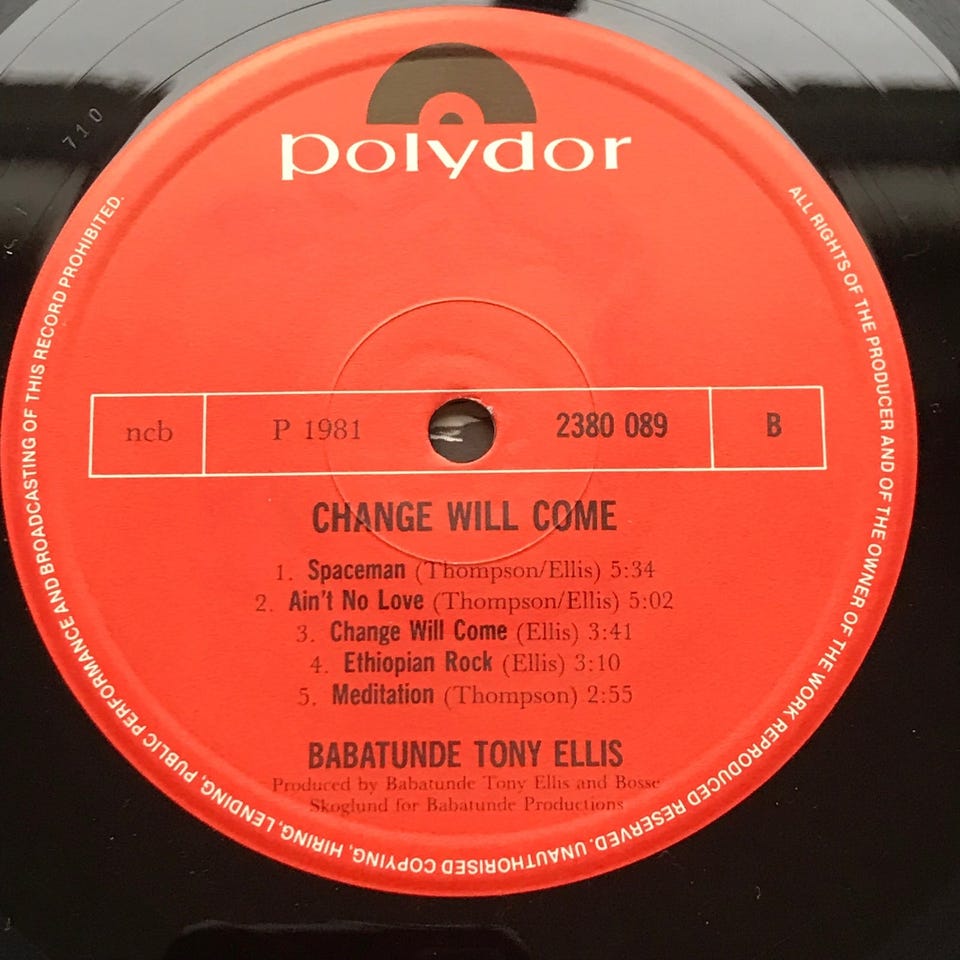 polydor
710
ALL RIGHTS OF THE PRODUCER AND OF THE OWNER OF THE WORK REPRODUCED RESERVED. UNAUTHORISED COPYING, HIRING, LENDING, PUBLIC PERFORMANCE AND BROADCASTING OF THIS RECORD PROHIBITED.
ncb P 1981 2380 089 B
CHANGE WILL COME
1. Spaceman (Thompson/Ellis) 5:34
2. Ain't No Love (Thompson/Ellis) 5:02
3. Change Will Come (Ellis) 3:41
4. Ethiopian Rock (Ellis) 3:10
5. Meditation (Thompson) 2:55
BABATUNDE TONY ELLIS
Produced by Babatunde Tony Ellis and Bosse
Skoglund for Babatunde Productions